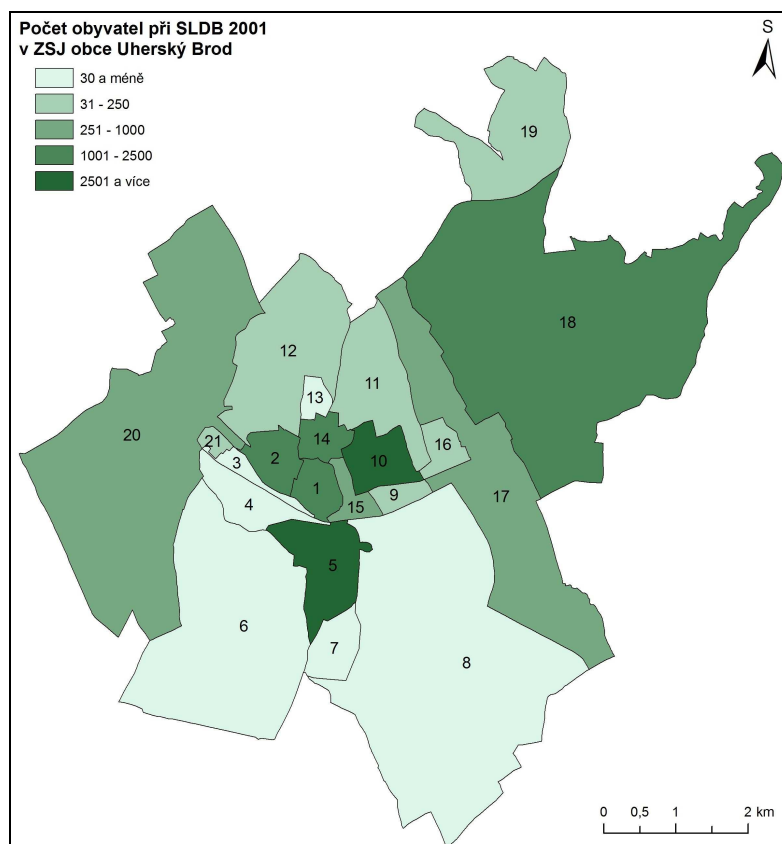 Počet obyvatel při SLDB 2001
v ZSJ obce Uherský Brod
30 a méně
31 - 250
251 - 1000
1001 - 2500
2501 a více
S
19
18
12
11
13
20
14
16
21
2
10
3
17
1
9
4
15
5
6
7
8
0 0,5 1 2 km